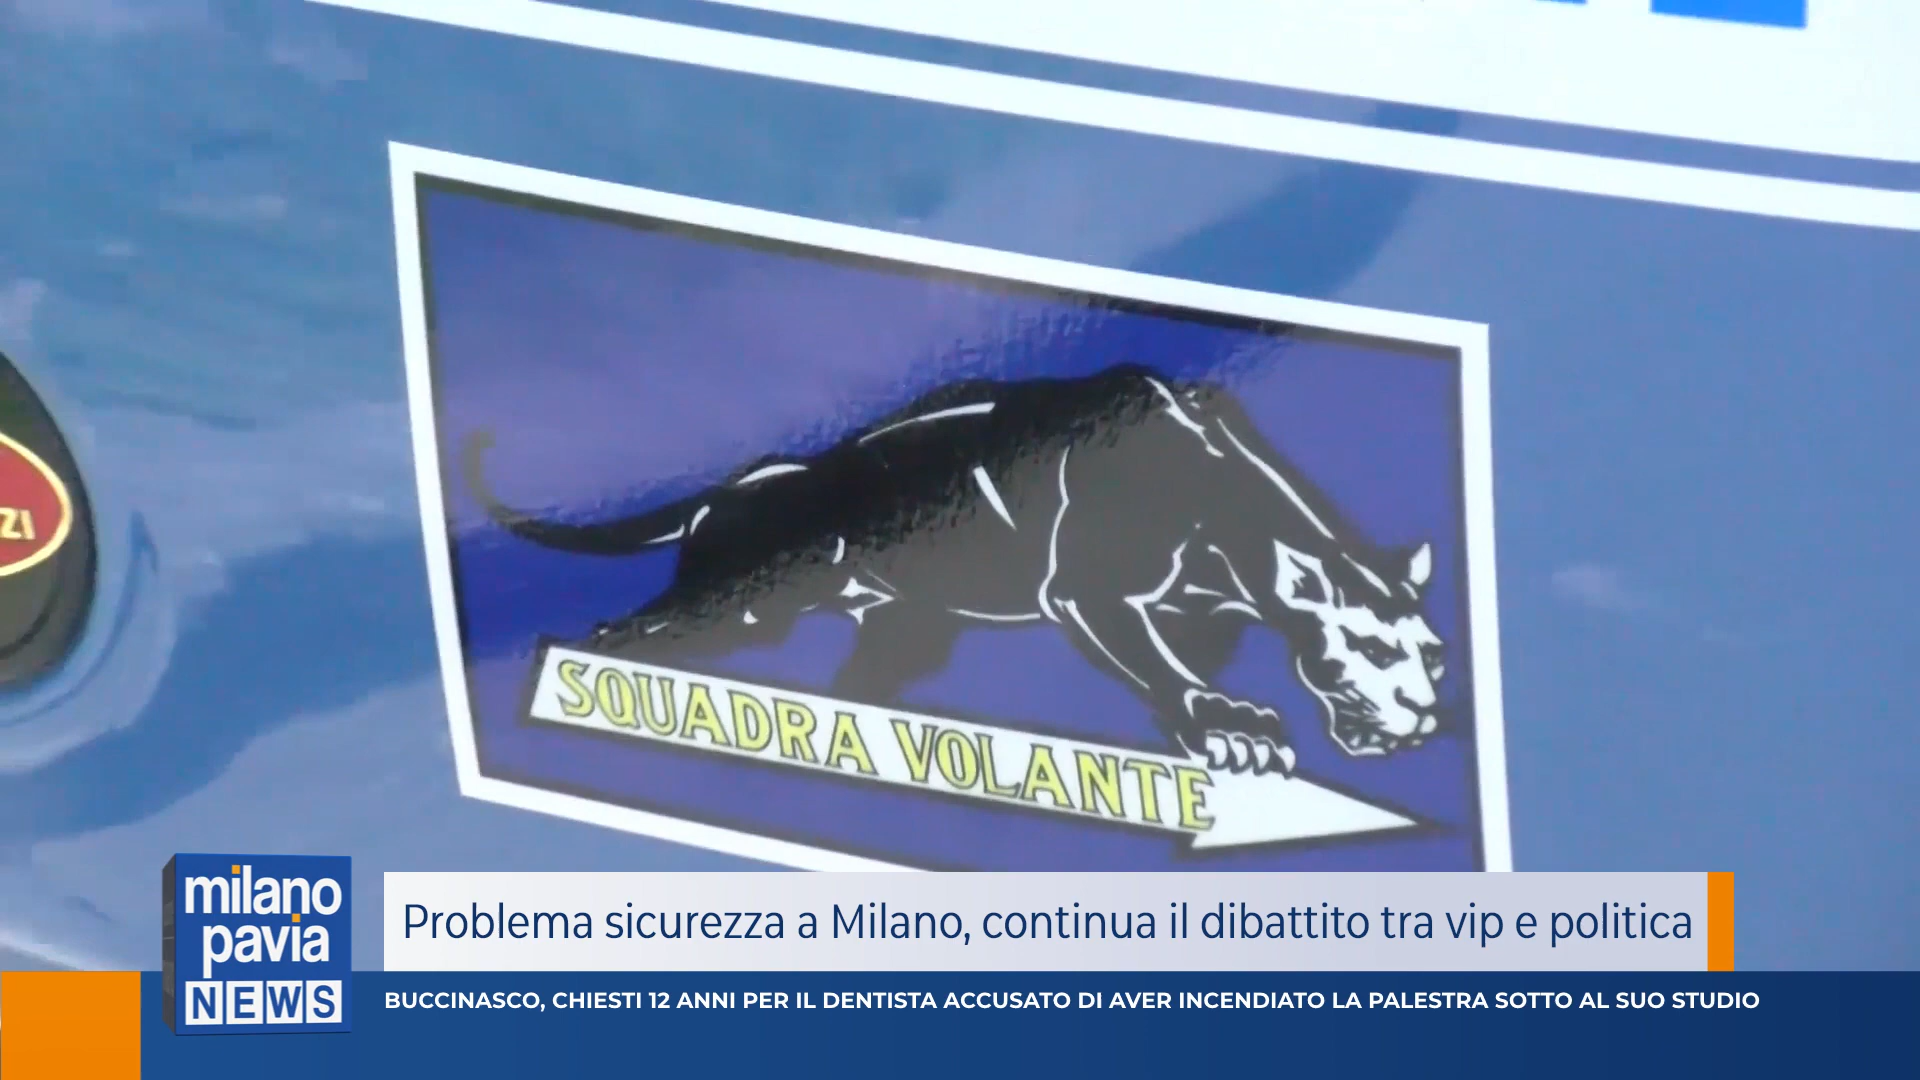 ZI
SQUADRA VOLANTE
Problema sicurezza a Milano, continua il dibattito tra vip e politica
milano
pavia
NEWS
BUCCINASCO, CHIESTI 12 ANNI PER IL DENTISTA ACCUSATO DI AVER INCENDIATO LA PALESTRA SOTTO AL SUO STUDIO